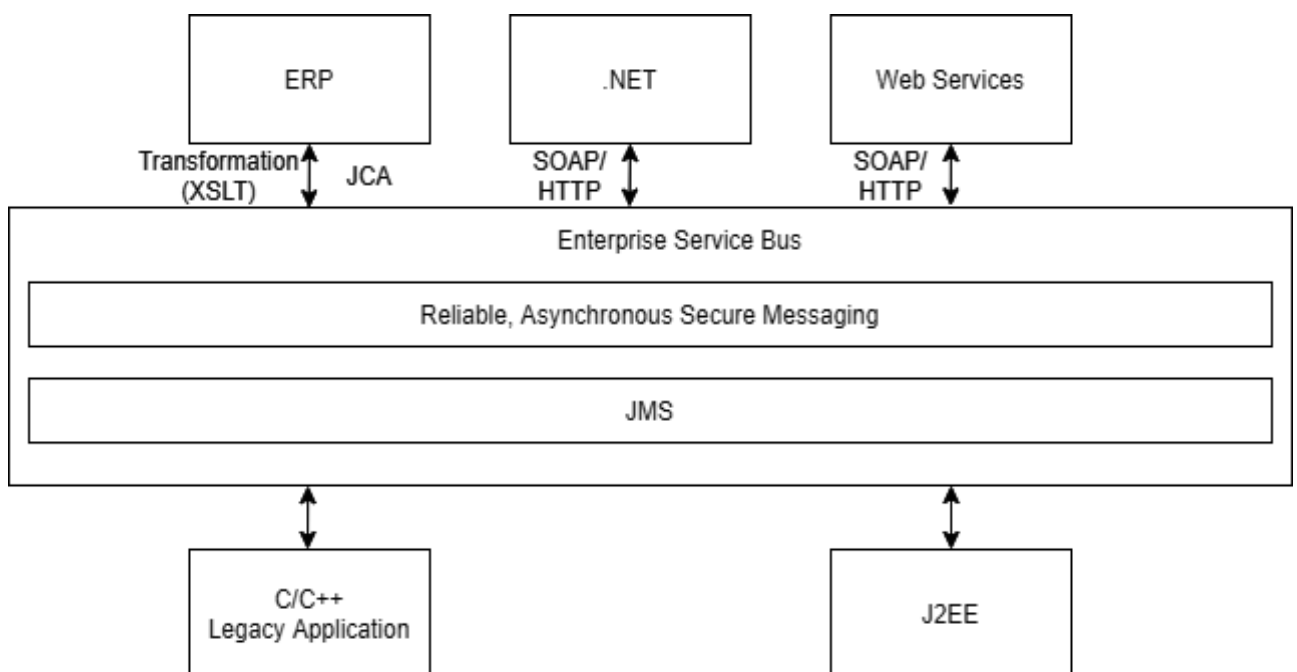 ERP
.NET
Web Services
Transformation
(XSLT)
JCA
SOAP/
HTTP
SOAP/
HTTP
Enterprise Service Bus
Reliable, Asynchronous Secure Messaging
JMS
C/C++
Legacy Application
J2EE